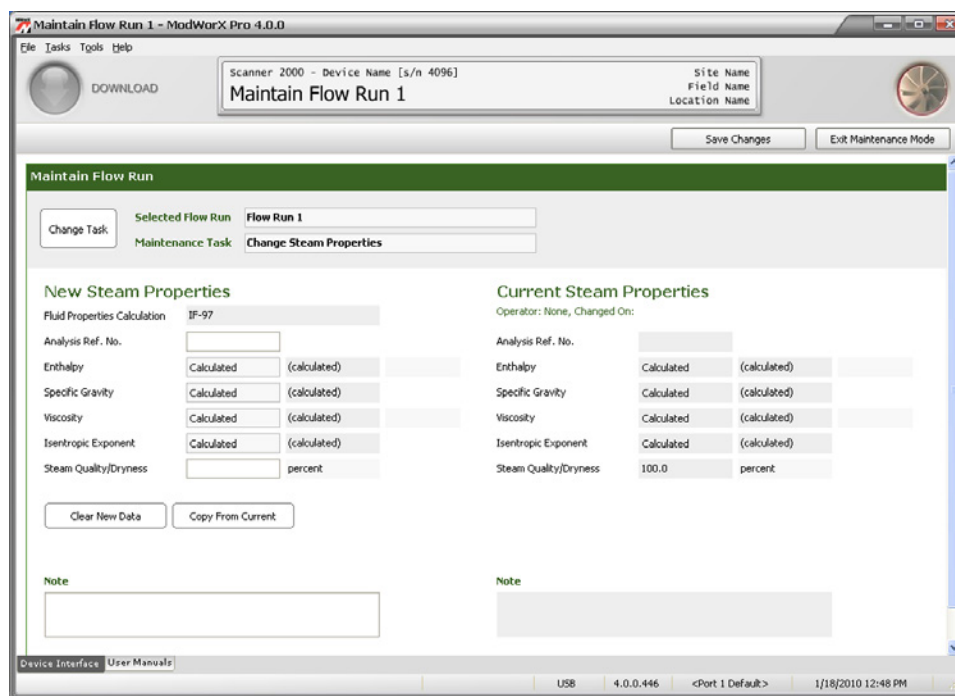 Maintain Flow Run 1 - ModWorX Pro 4.0.0
File Tasks Tools Help
DOWNLOAD
Scanner 2000 - Device Name [s/n 4096]
Maintain Flow Run 1
Site Name
Field Name
Location Name
Save Changes
Exit Maintenance Mode
Maintain Flow Run
Change Task
Selected Flow Run Flow Run 1
Maintenance Task Change Steam Properties
New Steam Properties
Fluid Properties Calculation IF-97
Analysis Ref. No.
Enthalpy Calculated (calculated)
Specific Gravity Calculated (calculated)
Viscosity Calculated (calculated)
Isentropic Exponent Calculated (calculated)
Steam Quality/Dryness percent
Clear New Data Copy From Current
Note
Current Steam Properties
Operator: None, Changed On:
Analysis Ref. No.
Enthalpy Calculated (calculated)
Specific Gravity Calculated (calculated)
Viscosity Calculated (calculated)
Isentropic Exponent Calculated (calculated)
Steam Quality/Dryness 100.0 percent
Note
Device Interface User Manuals
USB 4.0.0.446 <Port 1 Default> 1/18/2010 12:48 PM